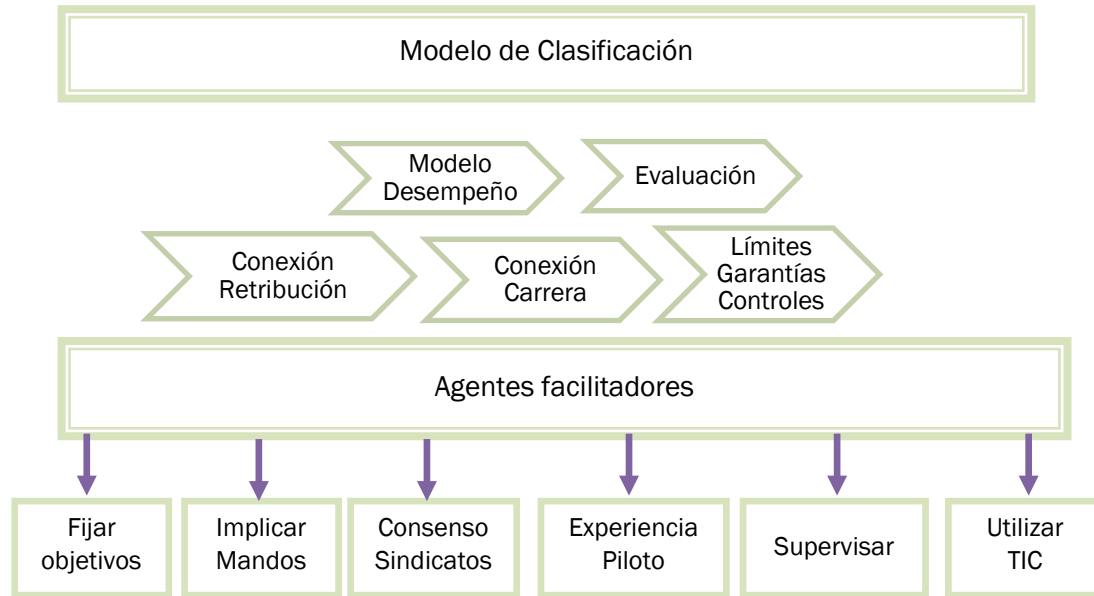 Modelo de Clasificación
Modelo
Desempeño
Evaluación
Conexión
Retribución
Conexión
Carrera
Límites
Garantías
Controles
Agentes facilitadores
Fijar
objetivos
Implicar
Mandos
Consenso
Sindicatos
Experiencia
Piloto
Supervisar
Utilizar
TIC